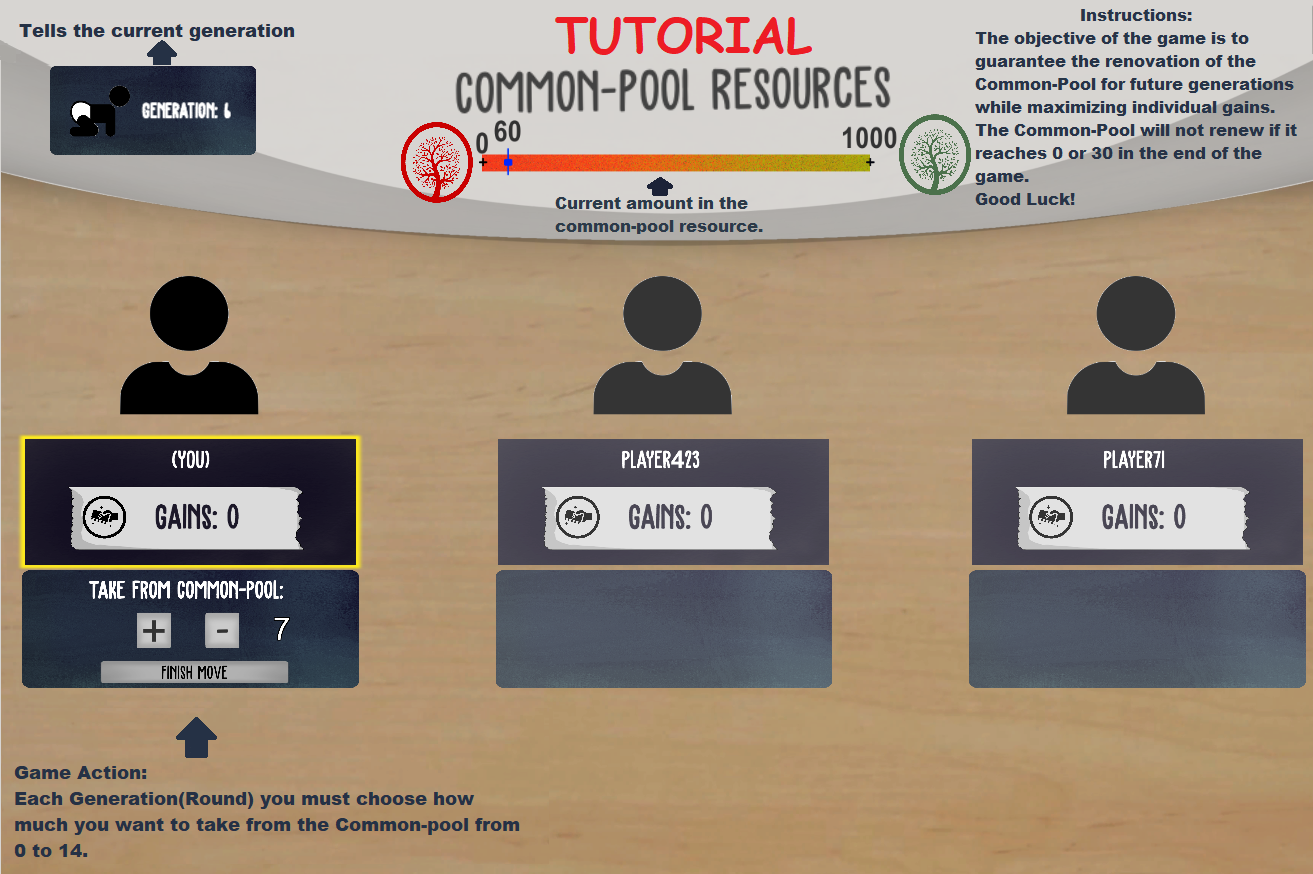 Tells the current generation
GENERATION: 6
TUTORIAL
COMMON-POOL RESOURCES
0 60 1000
Current amount in the
common-pool resource.
Instructions:
The objective of the game is to
guarantee the renovation of the
Common-Pool for future generations
while maximizing individual gains.
The Common-Pool will not renew if it
reaches 0 or 30 in the end of the
game.
Good Luck!
(YOU)
GAINS: 0
TAKE FROM COMMON-POOL:
+ - 7
FINISH MOVE
PLAYER423
GAINS: 0
PLAYER71
GAINS: 0
Game Action:
Each Generation(Round) you must choose how
much you want to take from the Common-pool from
0 to 14.